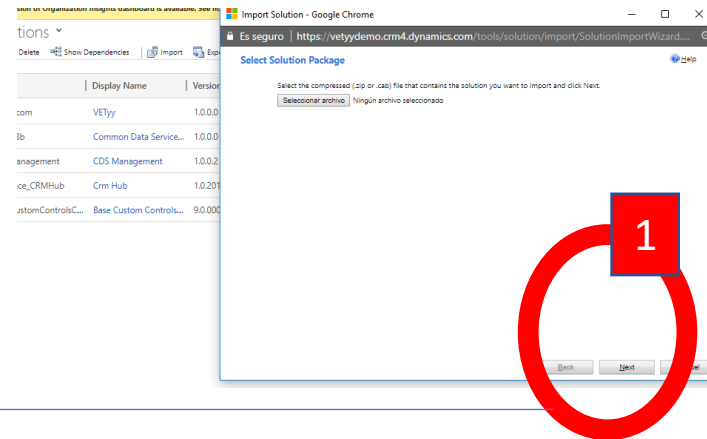 sion of Organization Insights dashboard is available. See ho
tions
Delete Show Dependencies Import Exp
Display Name Version
com VETyy 1.0.0.0
3b Common Data Service... 1.0.0.0
anagement CDS Management 1.0.0.2
ice_CRMHub Crm Hub 1.0.201
ustomControlsC... Base Custom Controls... 9.0.000
Import Solution - Google Chrome
Es seguro | https://vetyydemo.crm4.dynamics.com/tools/solution/import/SolutionImportWizard....
Select Solution Package Help
Select the compressed (.zip or .cab) file that contains the solution you want to import and click Next.
Seleccionar archivo Ningún archivo seleccionado
1
Back Next el